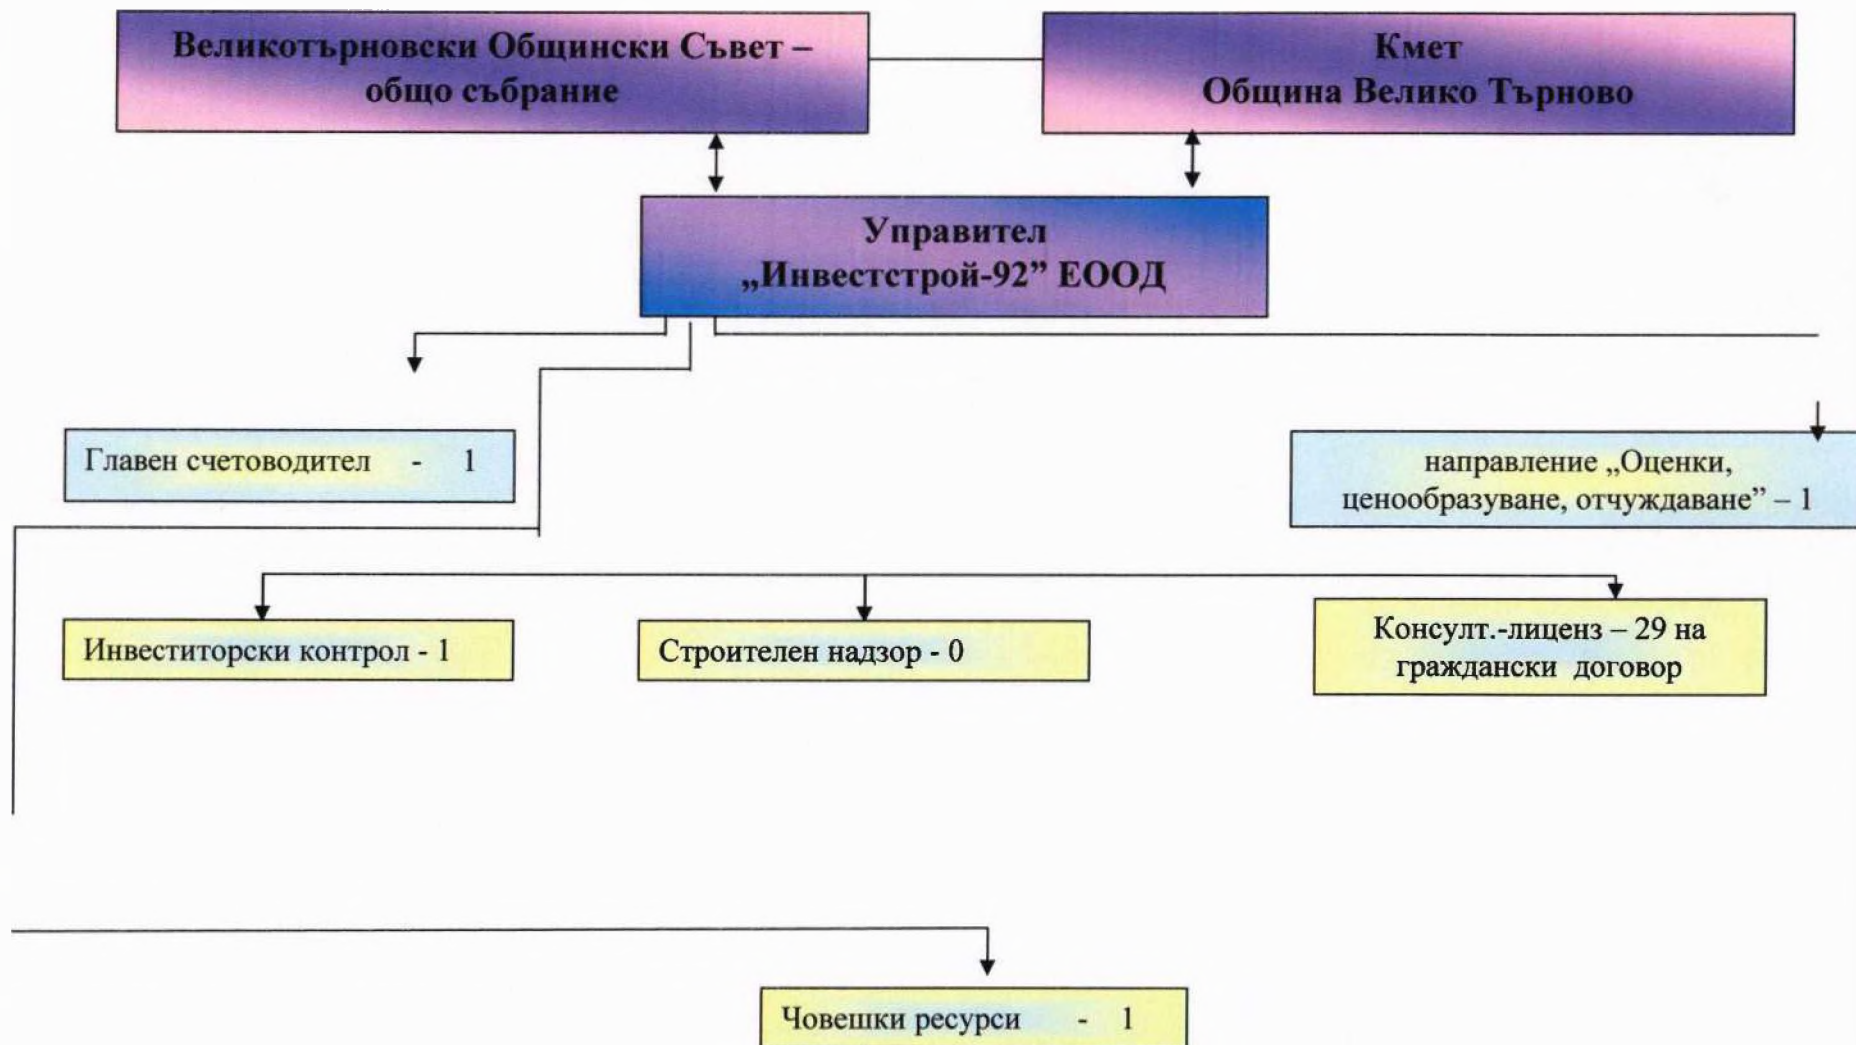 Великотърновски Общински Съвет –
общо събрание
Кмет
Община Велико Търново
Управител
„Инвестстрой-92” ЕООД
Главен счетоводител - 1
направление „Оценки,
ценообразуване, отчуждаване” – 1
Инвеститорски контрол - 1
Строителен надзор - 0
Консулт.-лиценз – 29 на
граждански договор
Човешки ресурси - 1